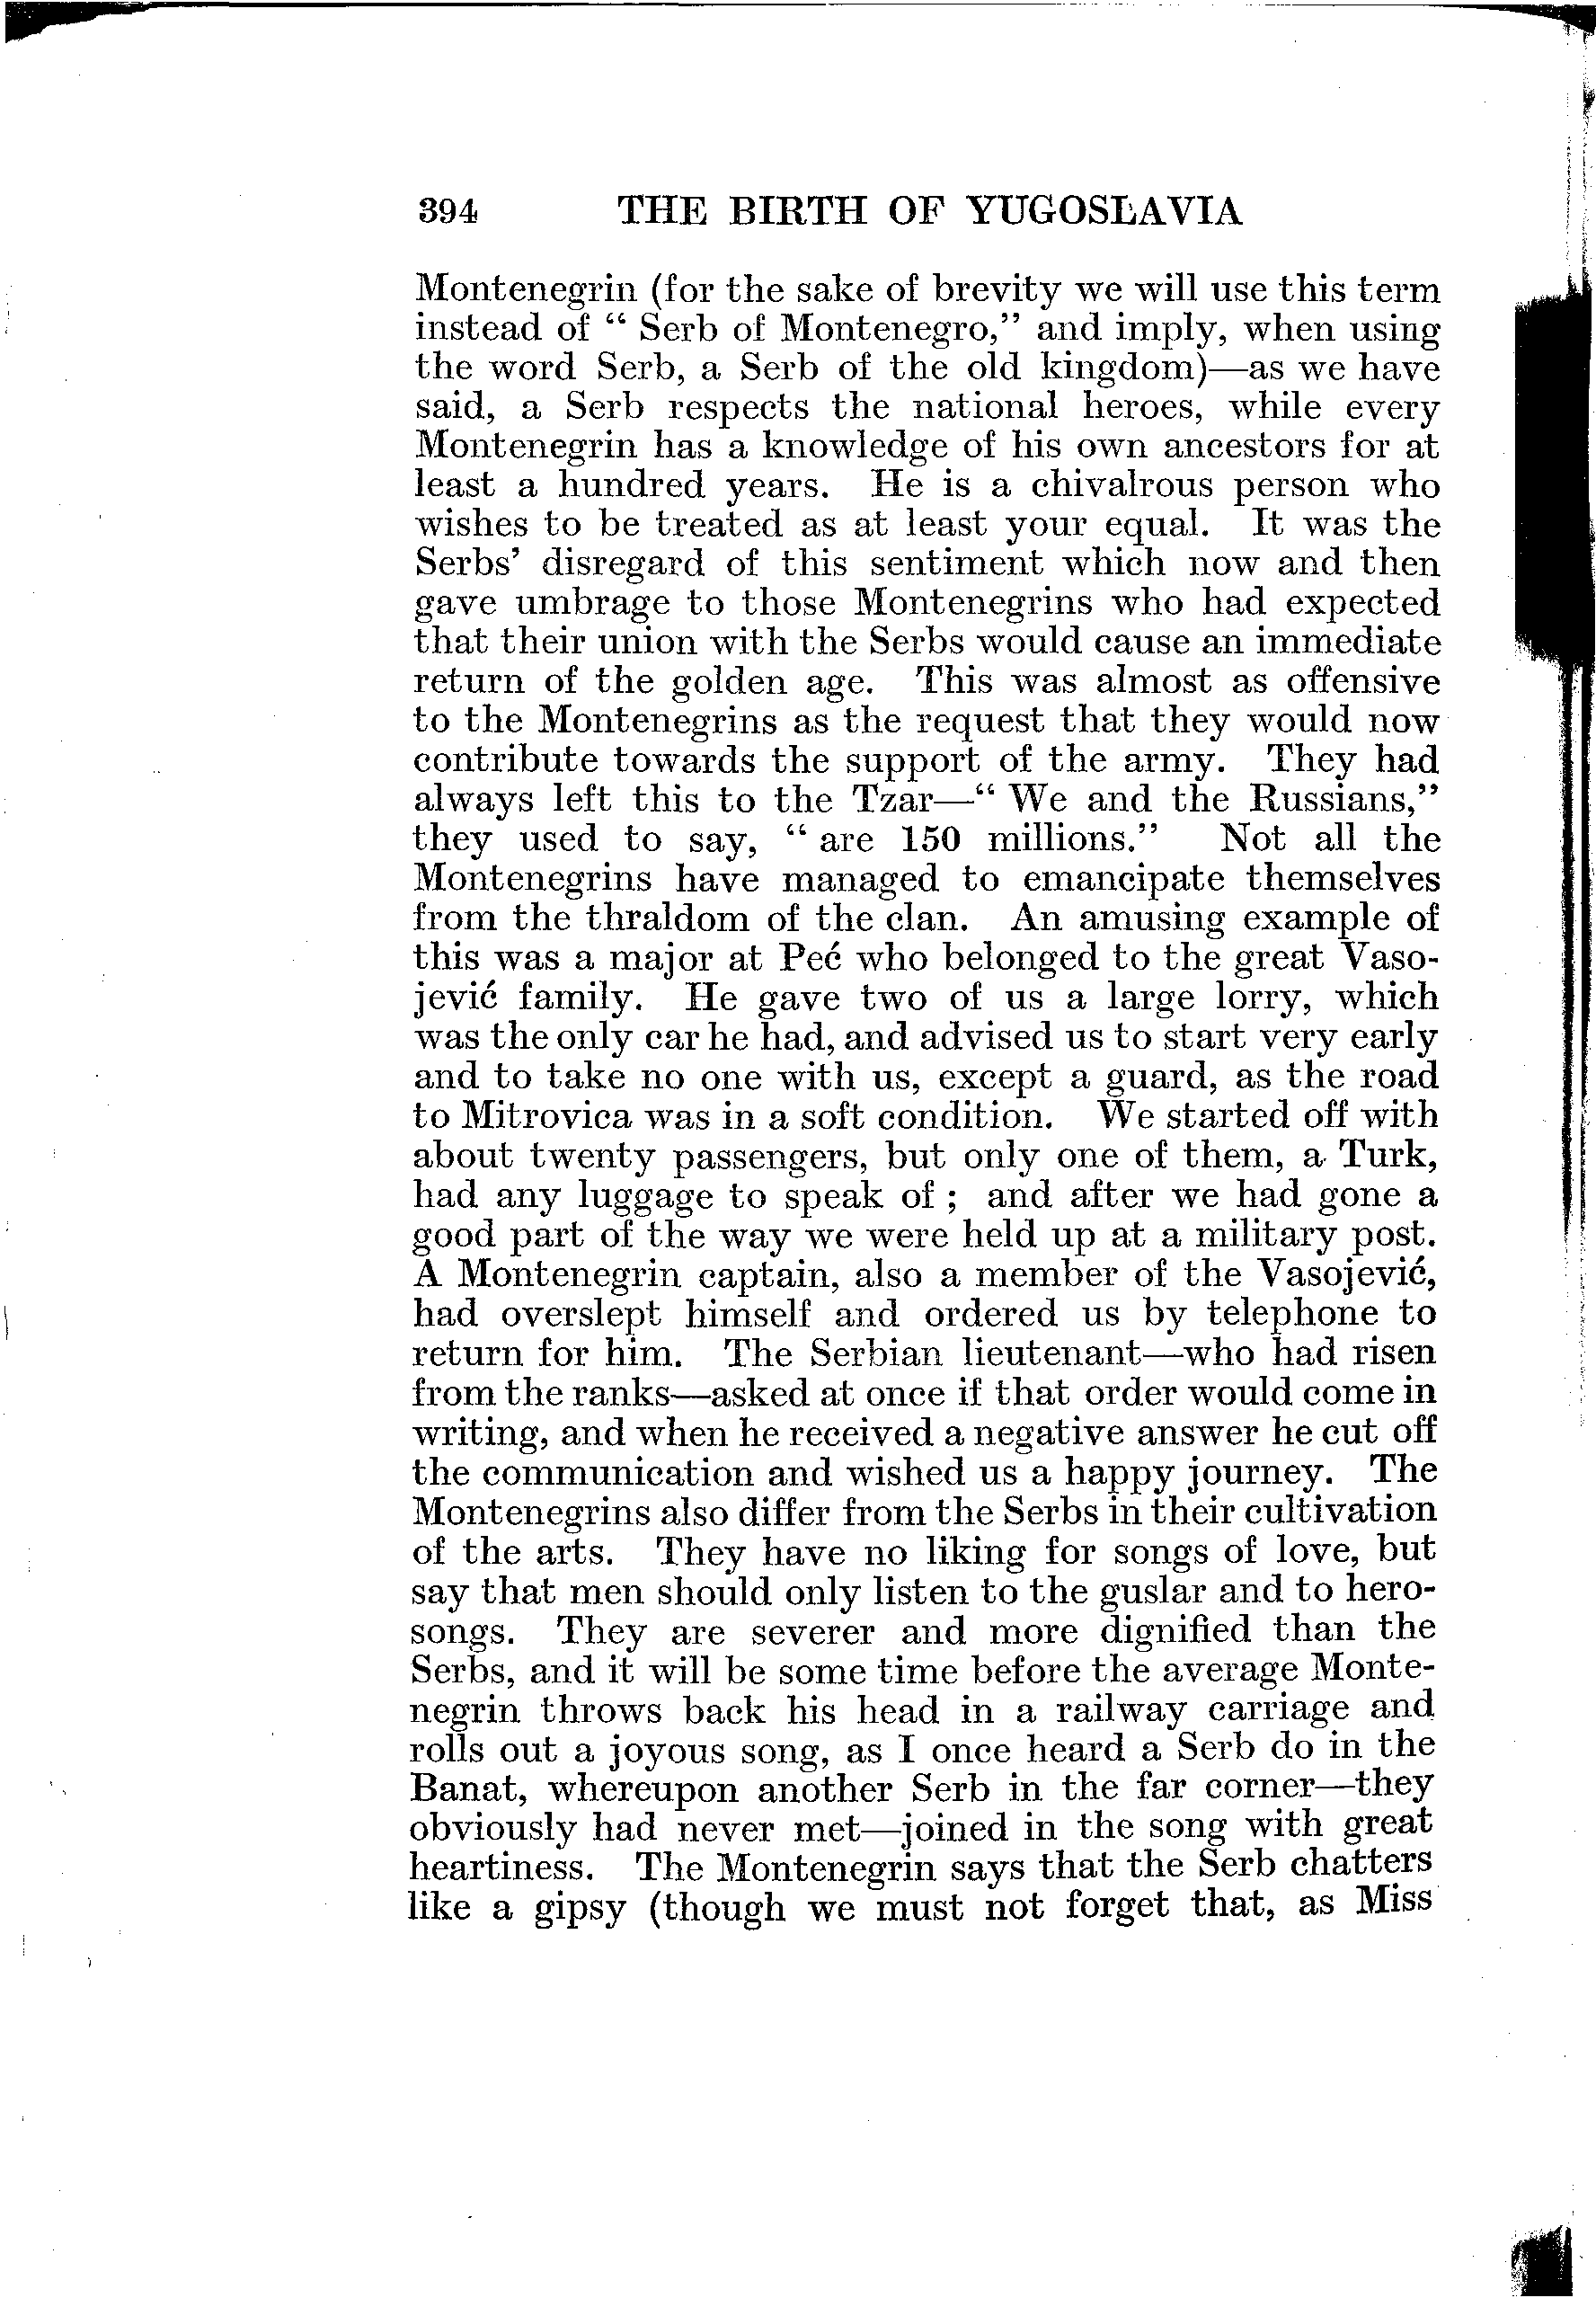 394 THE BIRTH OF YUGOSLAVIA
Montenegrin (for the sake of brevity we will use this term
instead of “ Serb of Montenegro,” and imply, when using
the word Serb, a Serb of the old kingdom)—as we have
said, a Serb respects the national heroes, while every
Montenegrin has a knowledge of his own ancestors for at
least a hundred years. He is a chivalrous person who
wishes to be treated as at least your equal. It was the
Serbs’ disregard of this sentiment which now and then
gave umbrage to those Montenegrins who had expected
that their union with the Serbs would cause an immediate
return of the golden age. This was almost as offensive
to the Montenegrins as the request that they would now
contribute towards the support of the army. They had
always left this to the Tzar—“ We and the Russians,”
they used to say, “ are 150 millions.” Not all the
Montenegrins have managed to emancipate themselves
from the thraldom of the clan. An amusing example of
this was a major at Peć who belonged to the great Vaso-
jević family. He gave two of us a large lorry, which
was the only car he had, and advised us to start very early
and to take no one with us, except a guard, as the road
to Mitrovica was in a soft condition. We started off with
about twenty passengers, but only one of them, a Turk,
had any luggage to speak of ; and after we had gone a
good part of the way we were held up at a military post.
A Montenegrin captain, also a member of the Vasojević,
had overslept himself and ordered us by telephone to
return for him. The Serbian lieutenant—who had risen
from the ranks—asked at once if that order would come in
writing, and when he received a negative answer he cut off
the communication and wished us a happy journey. The
Montenegrins also differ from the Serbs in their cultivation
of the arts. They have no liking for songs of love, but
say that men should only listen to the guslar and to hero-
songs. They are severer and more dignified than the
Serbs, and it will be some time before the average Monte-
negrin throws back his head in a railway carriage and
rolls out a joyous song, as I once heard a Serb do in the
Banat, whereupon another Serb in the far corner—they
obviously had never met—joined in the song with great
heartiness. The Montenegrin says that the Serb chatters
like a gipsy (though we must not forget that, as Miss